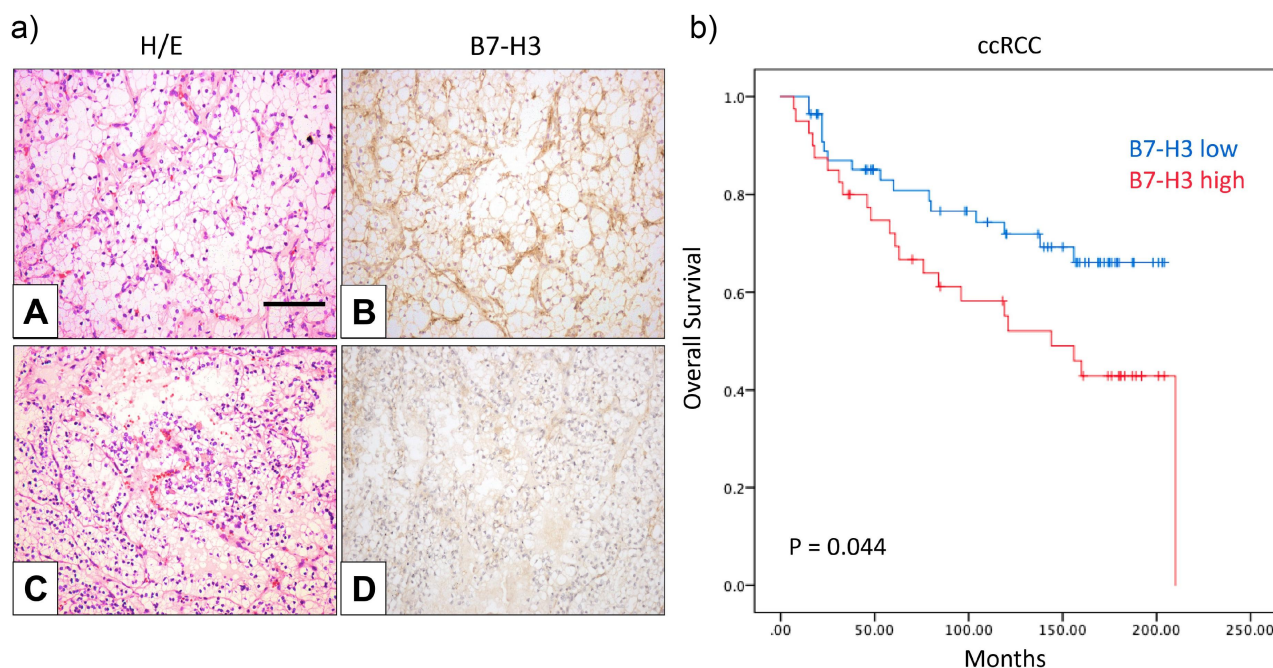 a)
H/E
B7-H3
A
B
C
D
b)
ccRCC
Overall Survival
1.0
0.8
0.6
0.4
0.2
0.0
B7-H3 low
B7-H3 high
P = 0.044
.00
50.00
100.00
150.00
200.00
250.00
Months